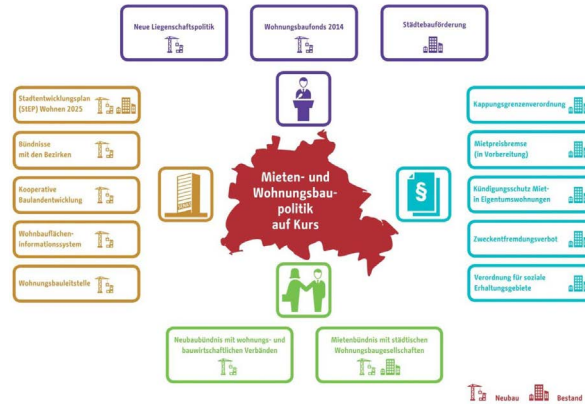 Neue Liegenschaftspolitik
Wohnungsbaufonds 2014
Städtebauförderung
Stadtentwicklungsplan
(StEP) Wohnen 2025
Bündnisse
mit den Bezirken
Kooperative
Baulandentwicklung
Wohnbauflächen-
informationssystem
Wohnungsbauleitstelle
Mieten- und
Wohnungsbau-
politik
auf Kurs
§
Kappungsgrenzenverordnung
Mietpreisbremse
(in Vorbereitung)
Kündigungsschutz Miet-
in Eigentumswohnungen
Zweckentfremdungsverbot
Verordnung für soziale
Erhaltungsgebiete
Neubaubündnis mit wohnungs- und
bauwirtschaftlichen Verbänden
Mietenbündnis mit städtischen
Wohnungsbaugesellschaften
Neubau
Bestand